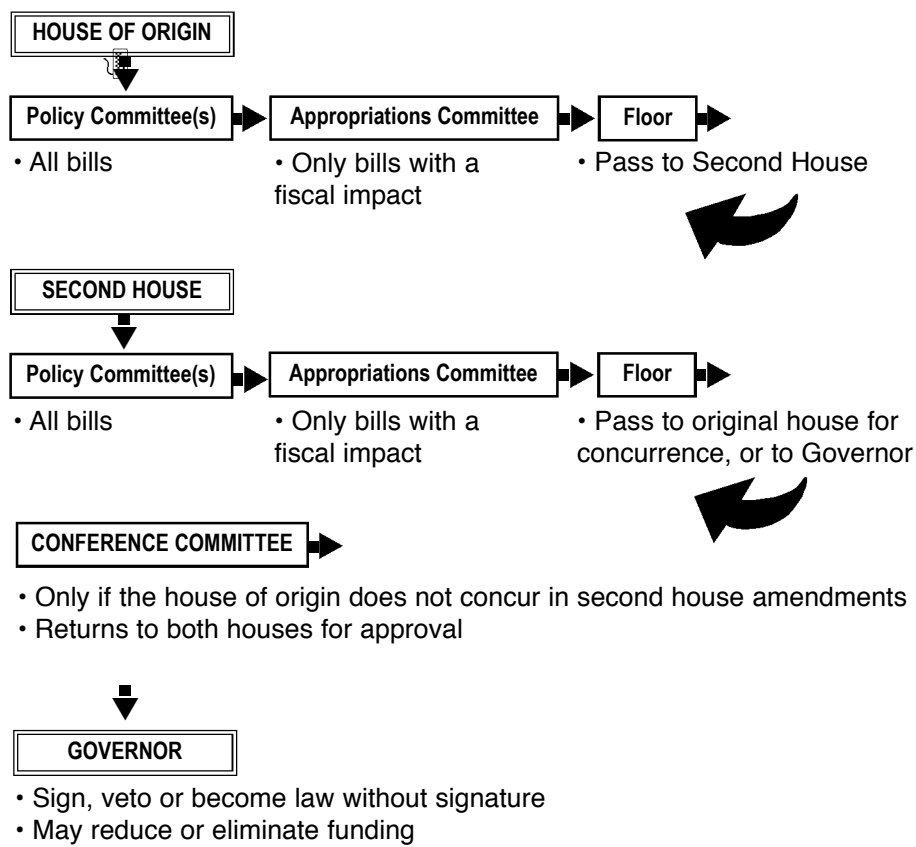 HOUSE OF ORIGIN
Policy Committee(s) Appropriations Committee Floor
• All bills • Only bills with a • Pass to Second House
fiscal impact
SECOND HOUSE
Policy Committee(s) Appropriations Committee Floor
• All bills • Only bills with a • Pass to original house for
fiscal impact concurrence, or to Governor
CONFERENCE COMMITTEE
• Only if the house of origin does not concur in second house amendments
• Returns to both houses for approval
GOVERNOR
• Sign, veto or become law without signature
• May reduce or eliminate funding